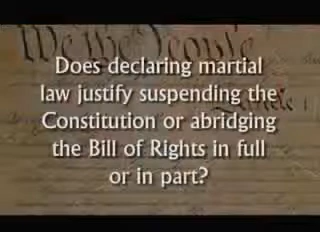 We the People
Does declaring martial
law justify suspending the
Constitution or abridging
the Bill of Rights in full
or in part?